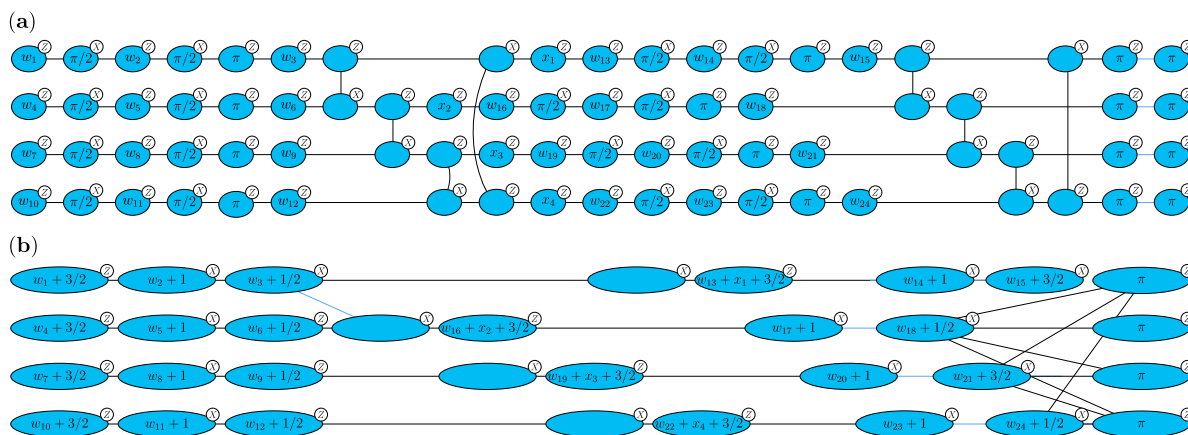 (a)
w₁ Z π/2 X w₂ Z π/2 X π Z w₃ Z Z X x₁ Z w₁₃ Z π/2 X w₁₄ Z π/2 X π Z w₁₅ Z Z X π Z π Z
w₄ Z π/2 X w₅ Z π/2 X π Z w₆ Z X Z x₂ Z w₁₆ Z π/2 X w₁₇ Z π/2 X π Z w₁₈ Z X Z π Z π Z
w₇ Z π/2 X w₈ Z π/2 X π Z w₉ Z X Z x₃ Z w₁₉ Z π/2 X w₂₀ Z π/2 X π Z w₂₁ Z X Z π Z π Z
w₁₀ Z π/2 X w₁₁ Z π/2 X π Z w₁₂ Z X Z x₄ Z w₂₂ Z π/2 X w₂₃ Z π/2 X π Z w₂₄ Z X Z π Z π Z
(b)
w₁ + 3/2 Z w₂ + 1 X w₃ + 1/2 X X w₁₃ + x₁ + 3/2 Z w₁₄ + 1 X w₁₅ + 3/2 X π Z
w₄ + 3/2 Z w₅ + 1 X w₆ + 1/2 Z X w₁₆ + x₂ + 3/2 Z w₁₇ + 1 X w₁₈ + 1/2 X π Z
w₇ + 3/2 Z w₈ + 1 X w₉ + 1/2 Z X w₁₉ + x₃ + 3/2 Z w₂₀ + 1 X w₂₁ + 3/2 X π Z
w₁₀ + 3/2 Z w₁₁ + 1 X w₁₂ + 1/2 Z X w₂₂ + x₄ + 3/2 Z w₂₃ + 1 X w₂₄ + 1/2 X π Z